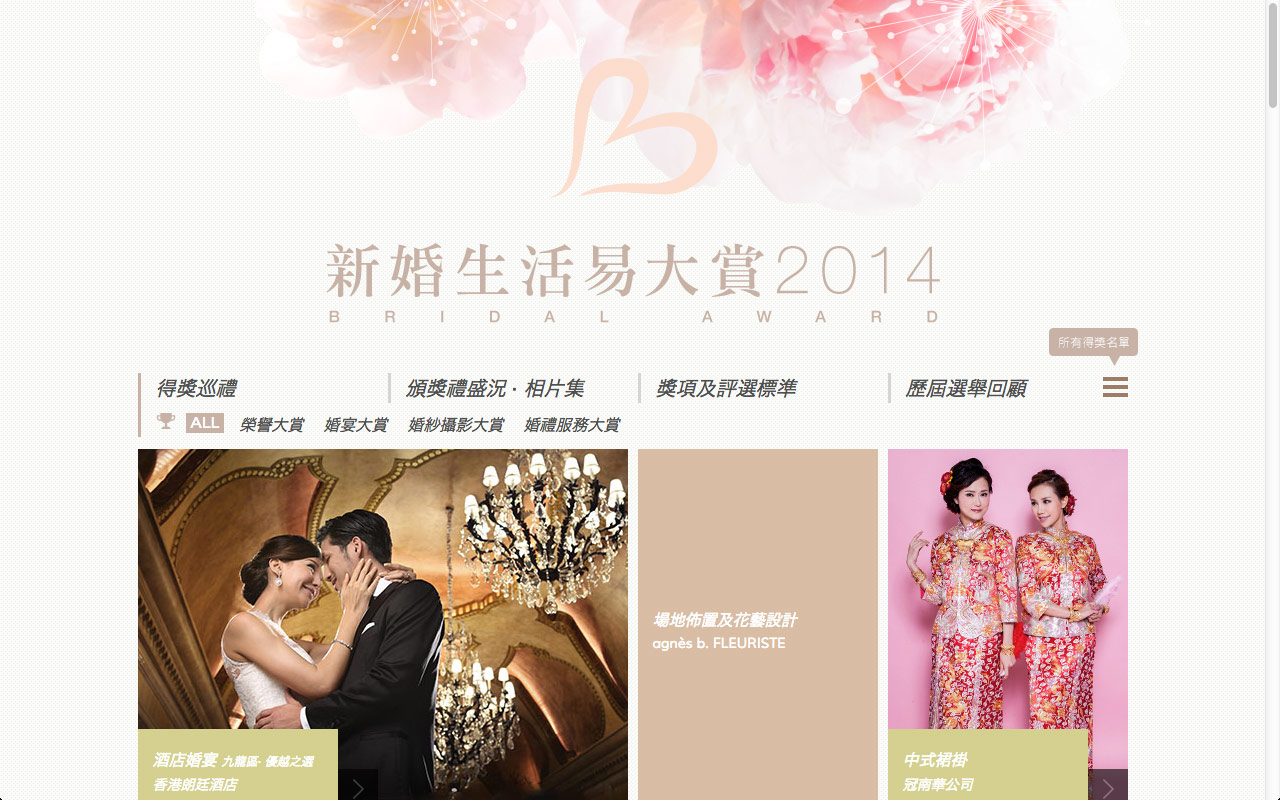 新婚生活易大賞2014
BRIDAL AWARD
所有得獎名單
得獎巡禮
頒獎禮盛況 · 相片集
獎項及評選標準
歷屆選舉回顧
ALL 榮譽大賞 婚宴大賞 婚紗攝影大賞 婚禮服務大賞
場地佈置及花藝設計
agnès b. FLEURISTE
酒店婚宴 九龍區- 優越之選
香港朗廷酒店
中式裙褂
冠南華公司